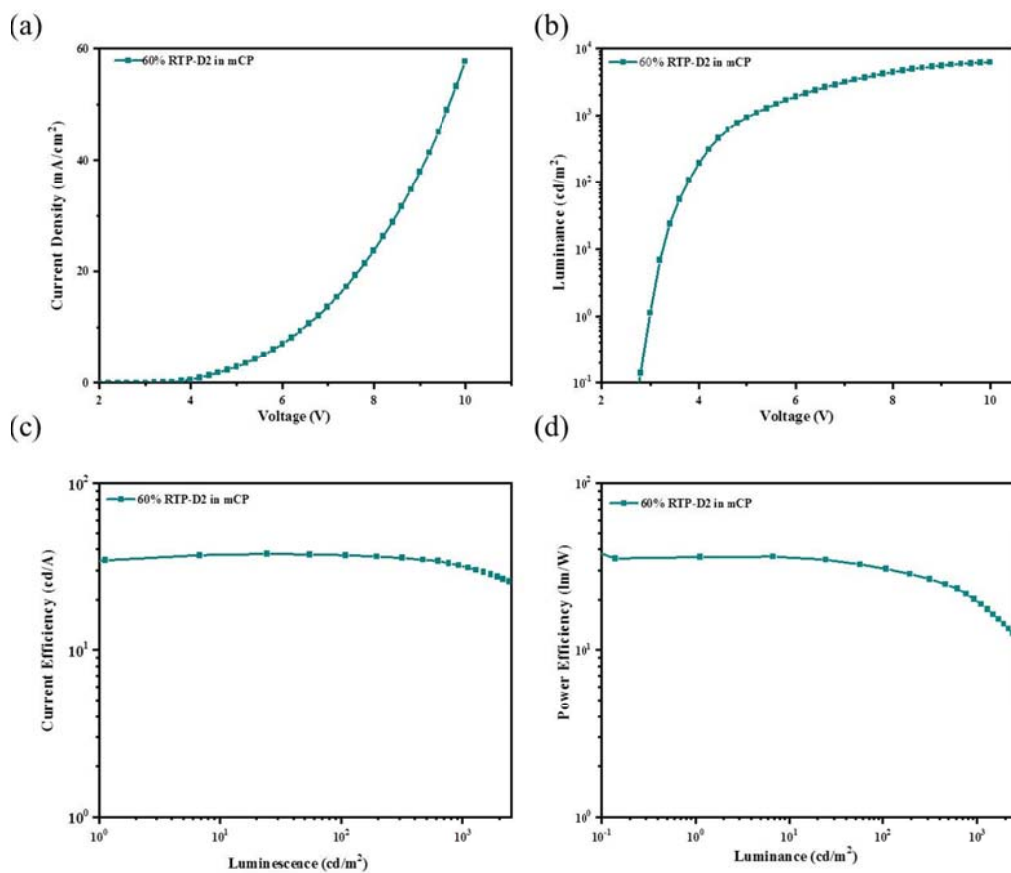 (a)
60% RTP-D2 in mCP
Current Density (mA/cm²)
60
40
20
0
2 4 6 8 10
Voltage (V)
(b)
60% RTP-D2 in mCP
Luminance (cd/m²)
10⁴
10³
10²
10¹
10⁰
10⁻¹
2 4 6 8 10
Voltage (V)
(c)
60% RTP-D2 in mCP
Current Efficiency (cd/A)
10²
10¹
10⁰
10⁰ 10¹ 10² 10³
Luminescence (cd/m²)
(d)
60% RTP-D2 in mCP
Power Efficiency (lm/W)
10²
10¹
10⁰
10⁻¹ 10⁰ 10¹ 10² 10³
Luminance (cd/m²)